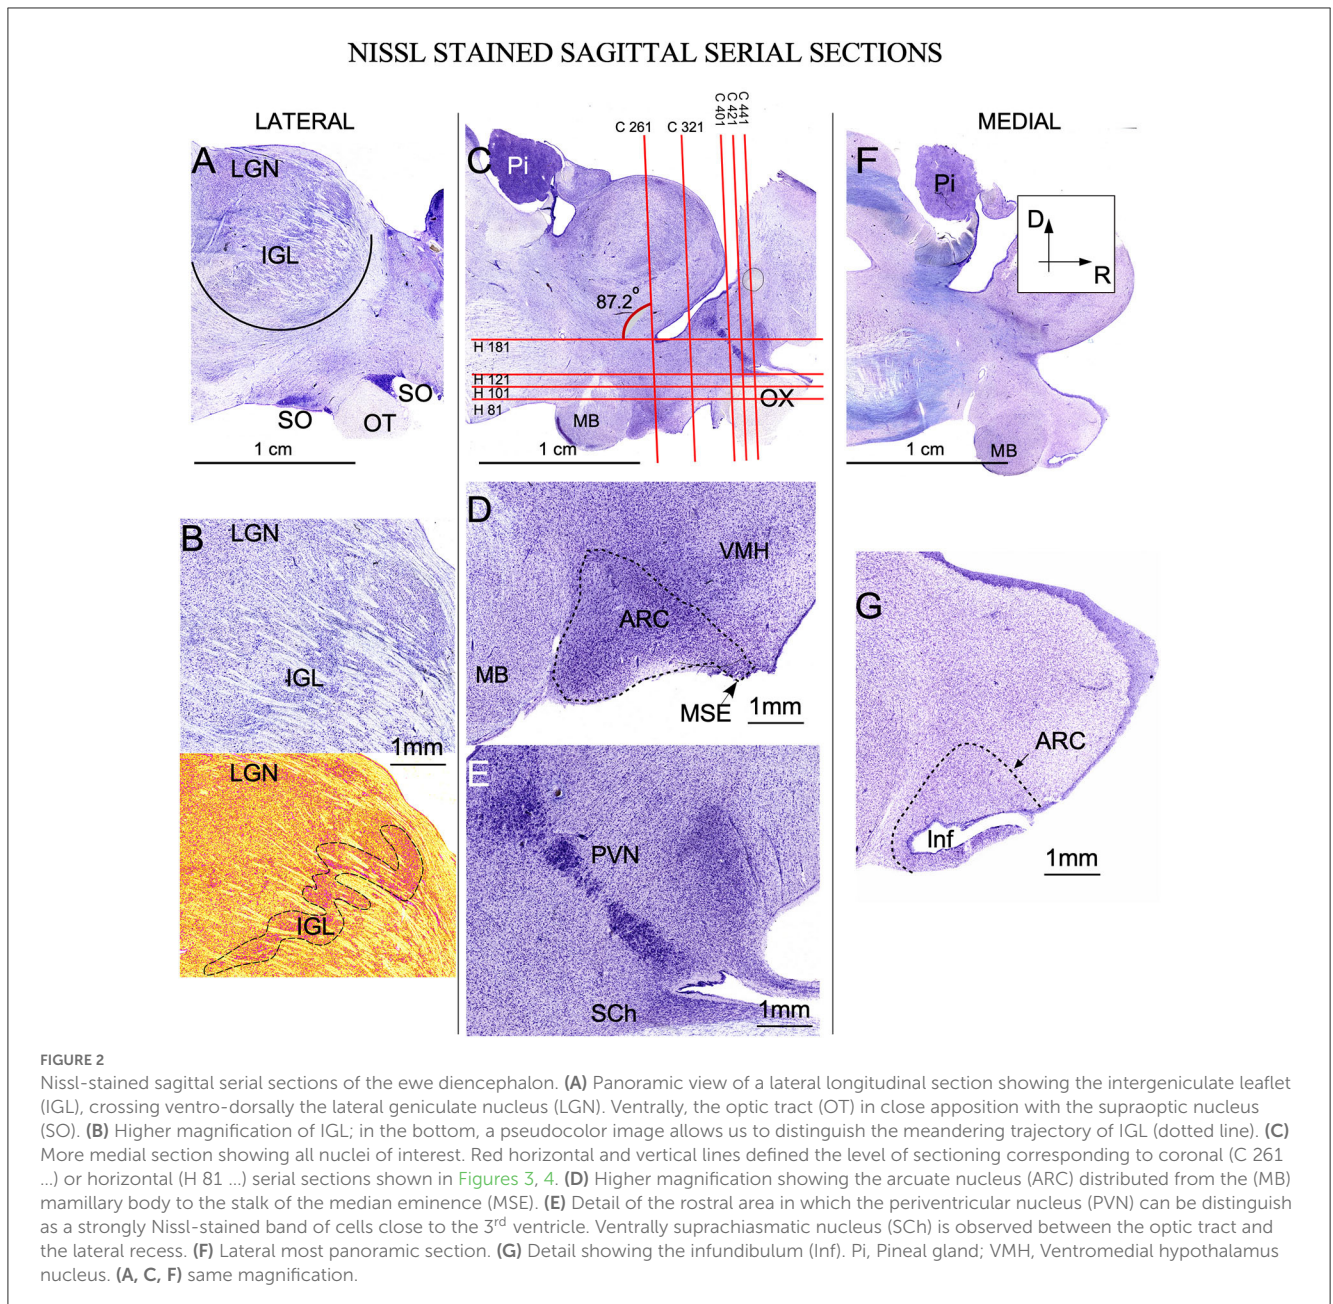 NISSL STAINED SAGITTAL SERIAL SECTIONS
LATERAL
A
LGN
IGL
SO
OT
SO
1 cm
B
LGN
IGL
1mm
LGN
IGL
C
Pi
C 261
C 321
C 401
C 421
C 441
87.2°
H 181
H 121
H 101
H 81
MB
OX
1 cm
D
VMH
ARC
MB
MSE
1mm
E
PVN
SCh
1mm
MEDIAL
F
Pi
D
R
MB
1 cm
G
ARC
Inf
1mm
FIGURE 2
Nissl-stained sagittal serial sections of the ewe diencephalon. (A) Panoramic view of a lateral longitudinal section showing the intergeniculate leaflet
(IGL), crossing ventro-dorsally the lateral geniculate nucleus (LGN). Ventrally, the optic tract (OT) in close apposition with the supraoptic nucleus
(SO). (B) Higher magnification of IGL; in the bottom, a pseudocolor image allows us to distinguish the meandering trajectory of IGL (dotted line). (C)
More medial section showing all nuclei of interest. Red horizontal and vertical lines defined the level of sectioning corresponding to coronal (C 261
...) or horizontal (H 81 ...) serial sections shown in Figures 3, 4. (D) Higher magnification showing the arcuate nucleus (ARC) distributed from the (MB)
mamillary body to the stalk of the median eminence (MSE). (E) Detail of the rostral area in which the periventricular nucleus (PVN) can be distinguish
as a strongly Nissl-stained band of cells close to the 3rd ventricle. Ventrally suprachiasmatic nucleus (SCh) is observed between the optic tract and
the lateral recess. (F) Lateral most panoramic section. (G) Detail showing the infundibulum (Inf). Pi, Pineal gland; VMH, Ventromedial hypothalamus
nucleus. (A, C, F) same magnification.